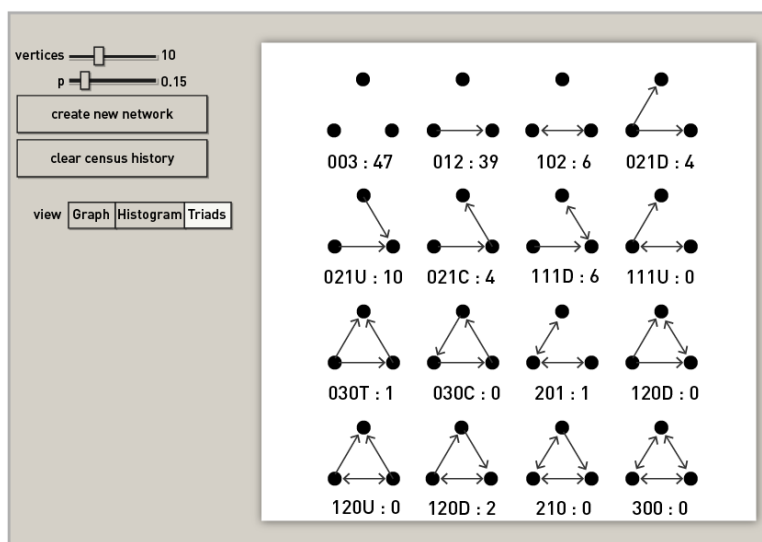 vertices 10
p 0.15
create new network
clear census history
view Graph Histogram Triads
003 : 47 012 : 39 102 : 6 021D : 4
021U : 10 021C : 4 111D : 6 111U : 0
030T : 1 030C : 0 201 : 1 120D : 0
120U : 0 120D : 2 210 : 0 300 : 0